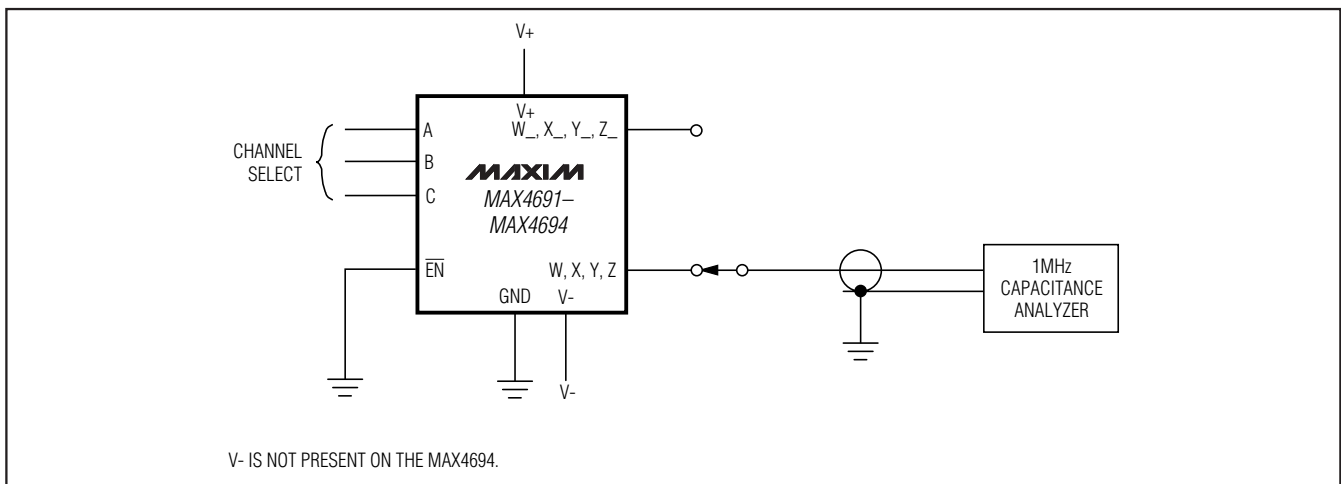 V+
V+
A
W_, X_, Y_, Z_
CHANNEL
SELECT
B
MAXIM
C
MAX4691–
MAX4694
EN
W, X, Y, Z
1MHz
CAPACITANCE
ANALYZER
GND
V-
V-
V- IS NOT PRESENT ON THE MAX4694.